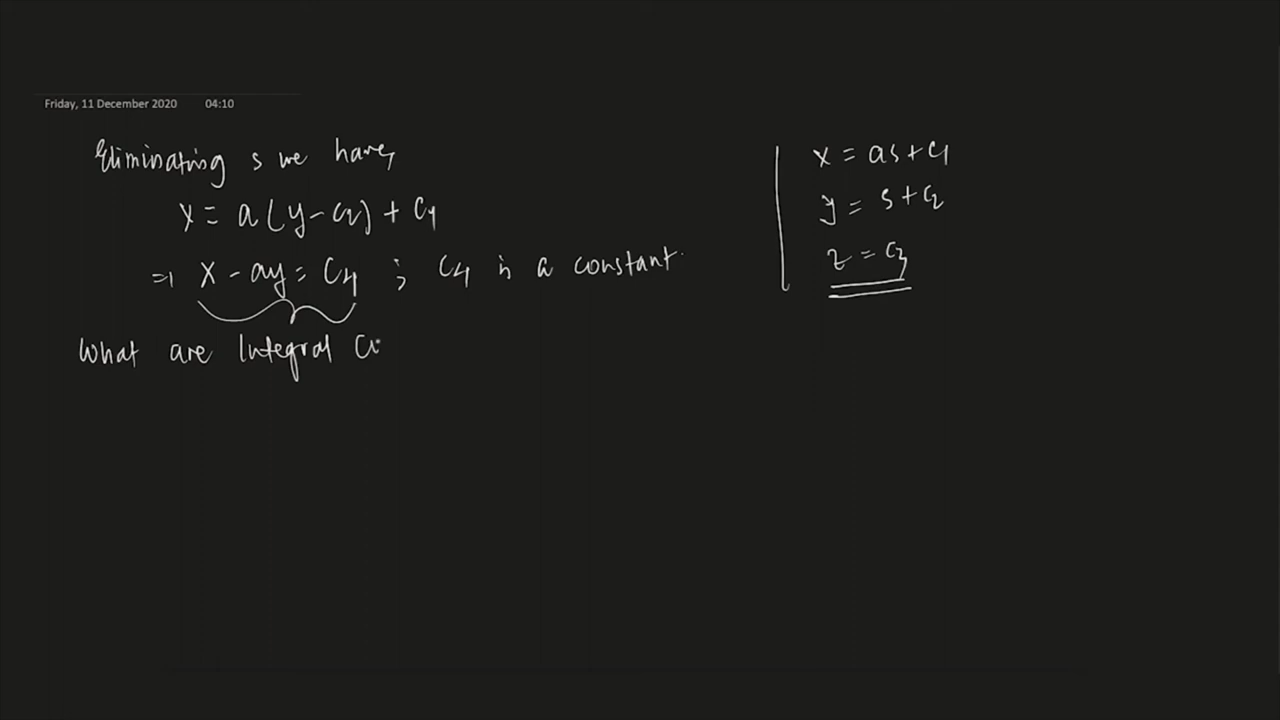 Friday, 11 December 2020 04:10
Eliminating s we have,
x = a(y-c2) + c1
=> x - ay = c4 ; c4 is a constant.
What are Integral Cu
x = as + c1
y = s + c2
z = c3